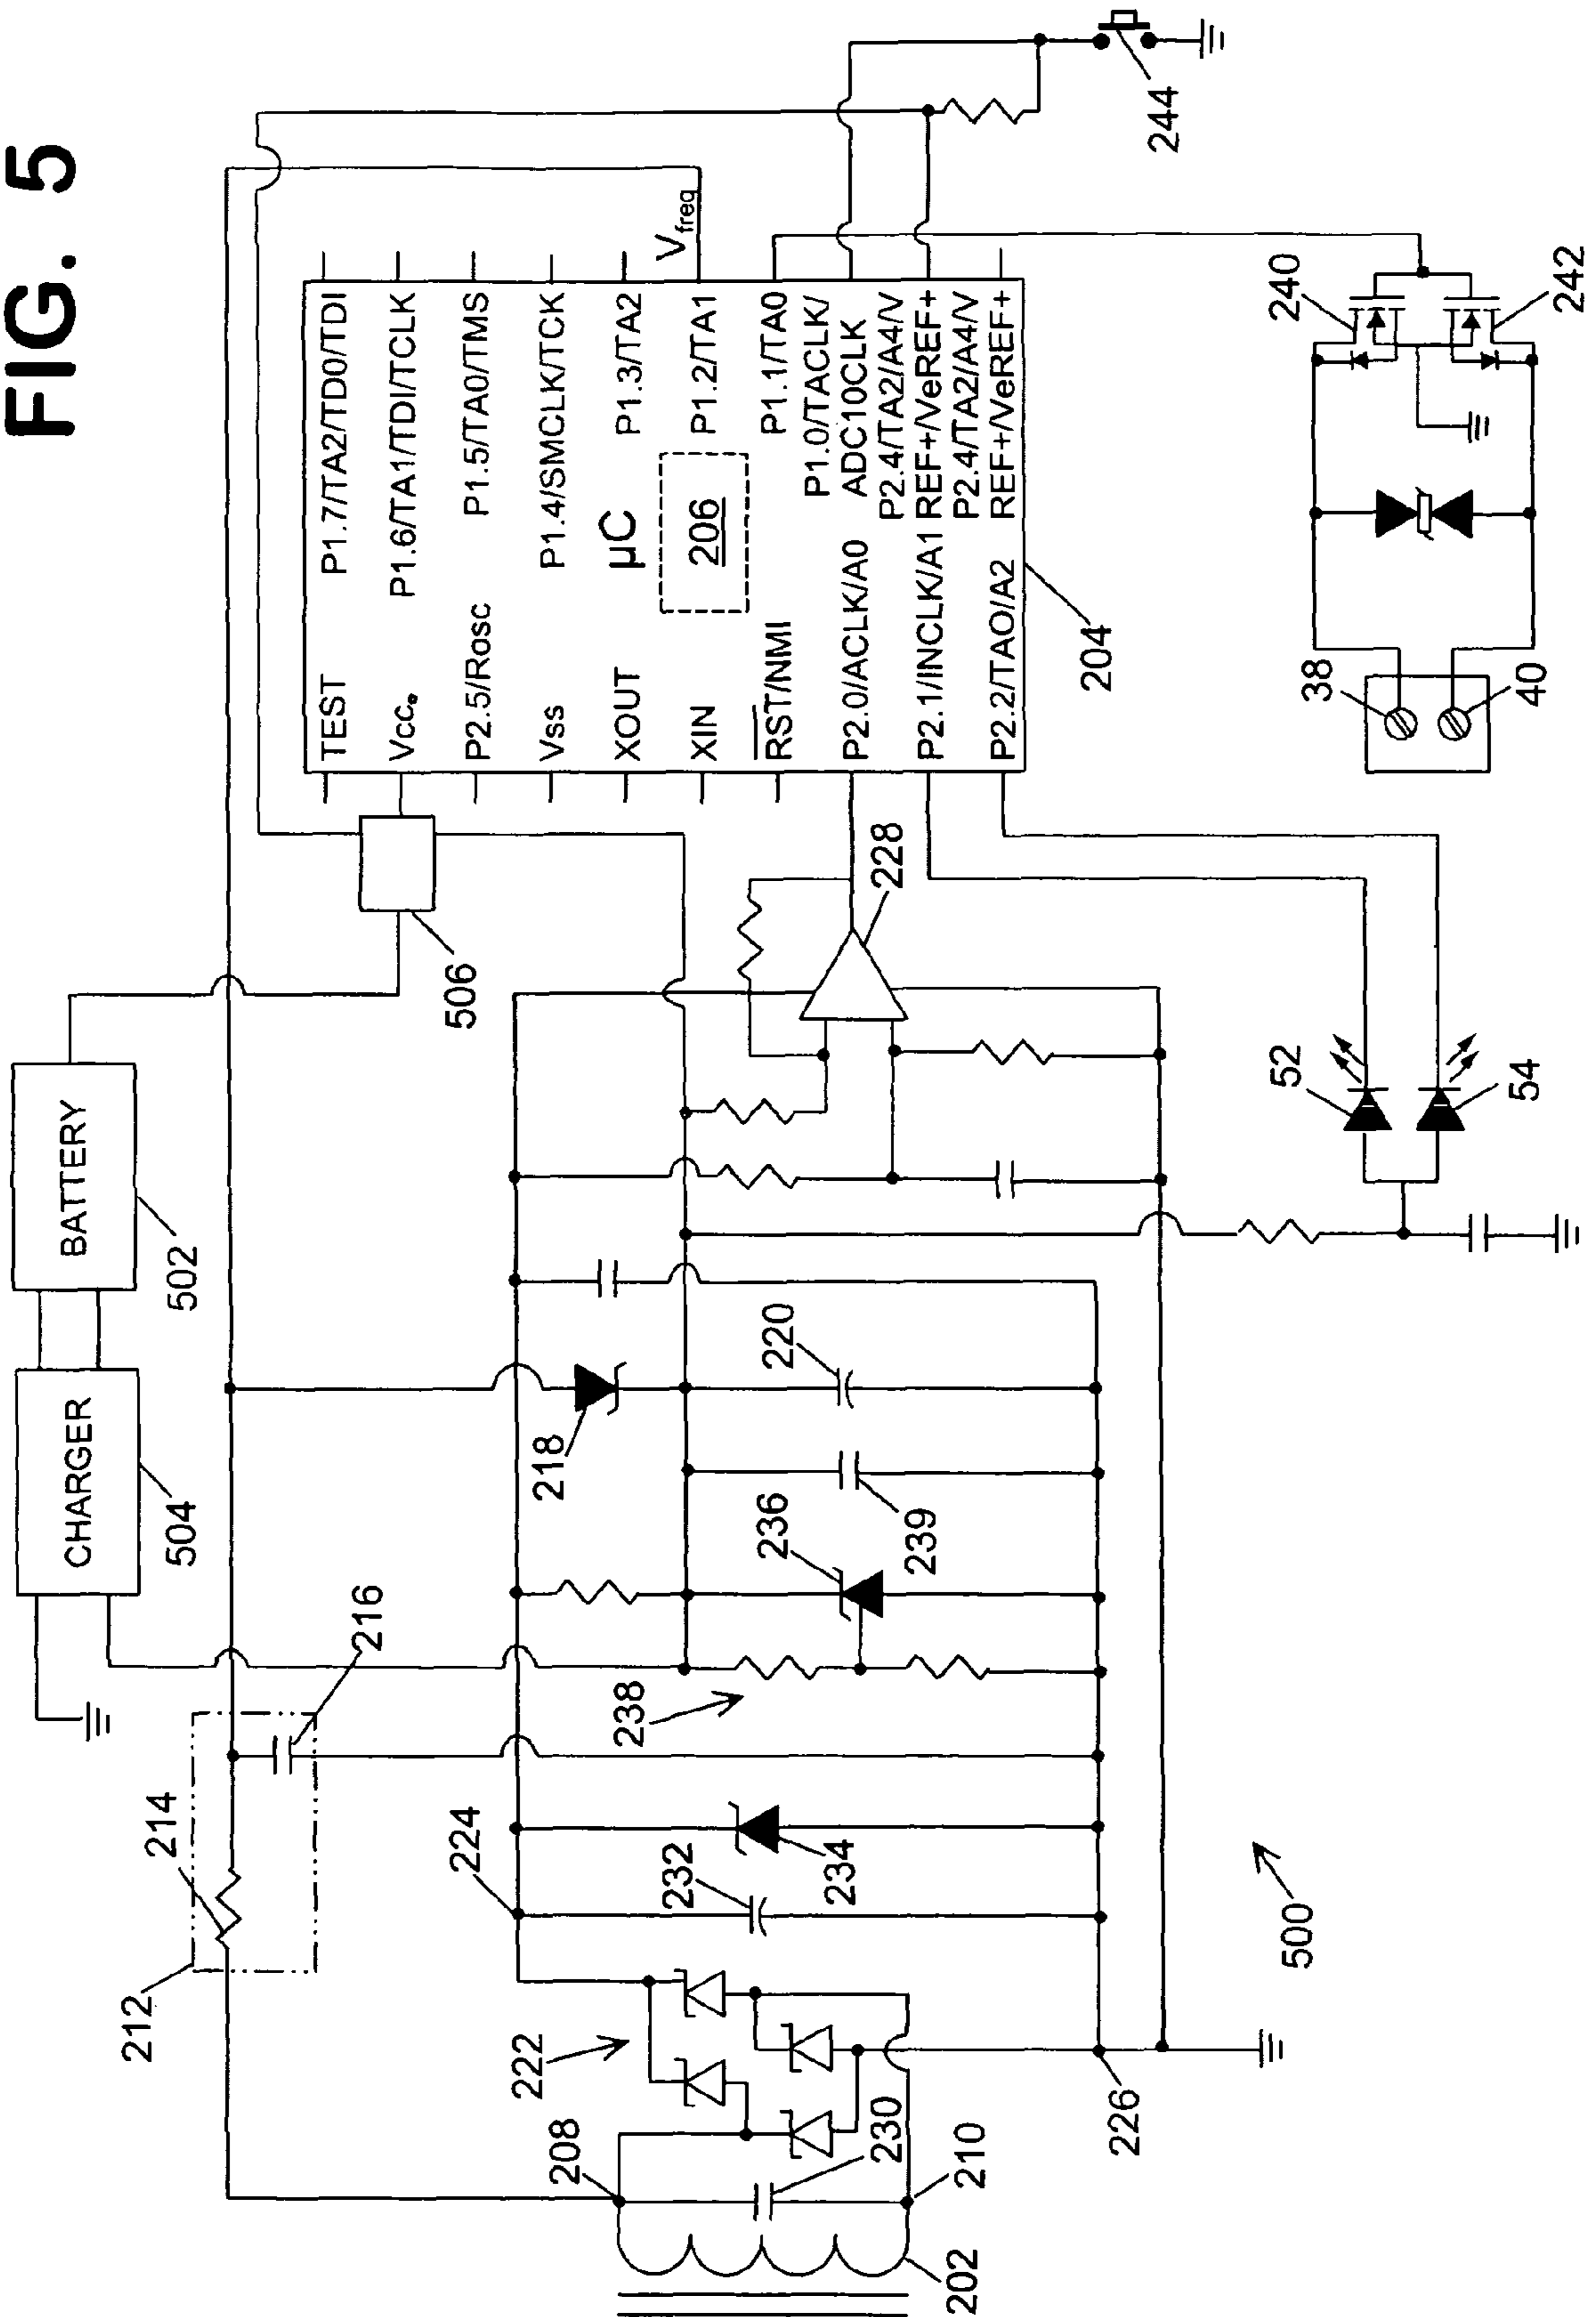 FIG. 5
CHARGER
504
BATTERY
502
506
212
214
216
TEST
Vcc
P2.5/Rosc
Vss
XOUT
XIN
RST/NMI
P2.0/ACLK/A0
P2.1/INCLK/A1
P2.2/TAO/A2
P1.7/TA2/TD0/TDI
P1.6/TA1/TDI/TCLK
P1.5/TA0/TMS
P1.4/SMCLK/TCK
P1.3/TA2
P1.2/TA1
P1.1/TA0
P1.0/TACLK/
ADC10CLK
P2.4/TA2/A4/V
REF+/VeREF+
P2.4/TA2/A4/V
REF+/VeREF+
µC
206
Vfreq
204
224
218
222
208
230
210
202
232
234
238
236
239
220
228
226
244
52
54
38
40
240
242
500